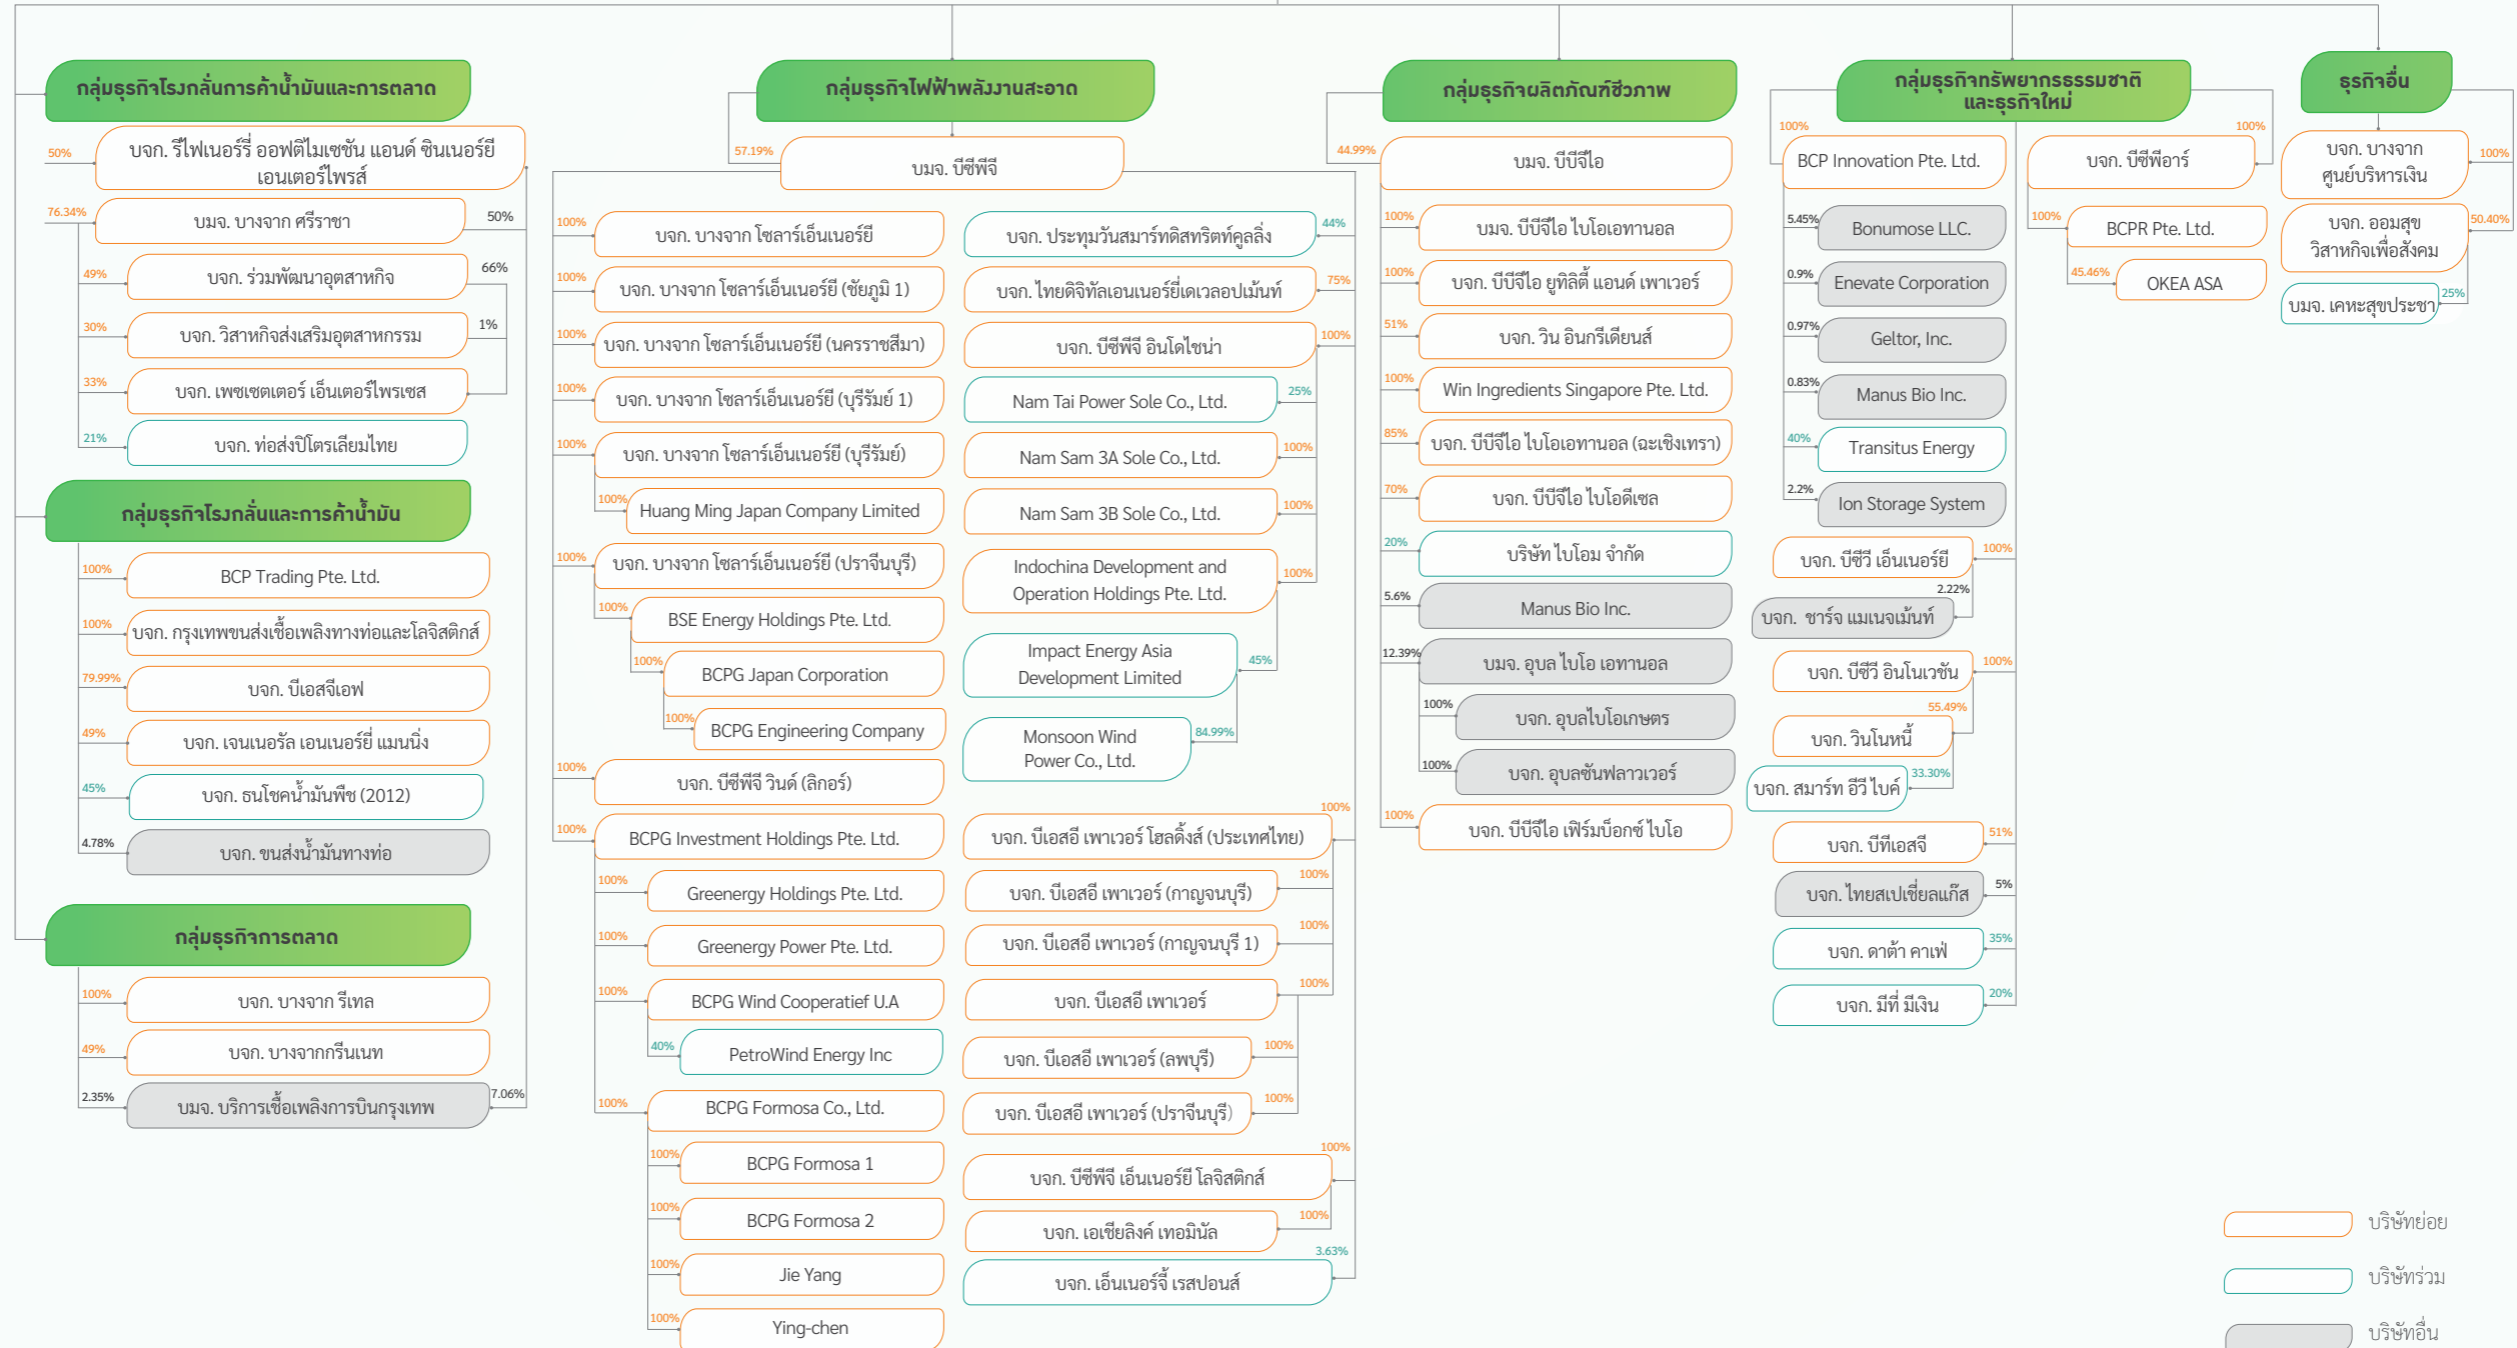 กลุ่มธุรกิจโรงกลั่นการค้าน้ำมันและการตลาด
50%
บจก. รีไฟเนอร์รี่ ออฟติไมเซชัน แอนด์ ซินเนอร์ยี
เอนเตอร์ไพรส์
76.34%
บมจ. บางจาก ศรีราชา
50%
49%
บจก. ร่วมพัฒนาอุตสาหกิจ
66%
30%
บจก. วิสาหกิจส่งเสริมอุตสาหกรรม
1%
33%
บจก. เพซเซตเตอร์ เอ็นเตอร์ไพรเซส
21%
บจก. ท่อส่งปิโตรเลียมไทย
กลุ่มธุรกิจโรงกลั่นและการค้าน้ำมัน
100%
BCP Trading Pte. Ltd.
100%
บจก. กรุงเทพขนส่งเชื้อเพลิงทางท่อและโลจิสติกส์
79.99%
บจก. บีเอสจีเอฟ
49%
บจก. เจนเนอรัล เอนเนอร์ยี่ แมนนิ่ง
45%
บจก. ธนโชคน้ำมันพืช (2012)
4.78%
บจก. ขนส่งน้ำมันทางท่อ
กลุ่มธุรกิจการตลาด
100%
บจก. บางจาก รีเทล
49%
บจก. บางจากกรีนเนท
2.35%
บมจ. บริการเชื้อเพลิงการบินกรุงเทพ
7.06%
กลุ่มธุรกิจไฟฟ้าพลังงานสะอาด
57.19%
บมจ. บีซีพีจี
100%
บจก. บางจาก โซลาร์เอ็นเนอร์ยี
100%
บจก. บางจาก โซลาร์เอ็นเนอร์ยี (ชัยภูมิ 1)
100%
บจก. บางจาก โซลาร์เอ็นเนอร์ยี (นครราชสีมา)
100%
บจก. บางจาก โซลาร์เอ็นเนอร์ยี (บุรีรัมย์ 1)
100%
บจก. บางจาก โซลาร์เอ็นเนอร์ยี (บุรีรัมย์)
100%
Huang Ming Japan Company Limited
100%
บจก. บางจาก โซลาร์เอ็นเนอร์ยี (ปราจีนบุรี)
100%
BSE Energy Holdings Pte. Ltd.
100%
BCPG Japan Corporation
100%
BCPG Engineering Company
100%
บจก. บีซีพีจี วินด์ (ลิกอร์)
100%
BCPG Investment Holdings Pte. Ltd.
100%
Greenergy Holdings Pte. Ltd.
100%
Greenergy Power Pte. Ltd.
100%
BCPG Wind Cooperatief U.A
40%
PetroWind Energy Inc
100%
BCPG Formosa Co., Ltd.
100%
BCPG Formosa 1
100%
BCPG Formosa 2
100%
Jie Yang
100%
Ying-chen
บจก. ประทุมวันสมาร์ทดิสทริตท์คูลลิ่ง
44%
บจก. ไทยดิจิทัลเอนเนอร์ยี่เดเวลอปเม้นท์
75%
บจก. บีซีพีจี อินโดไชน่า
100%
Nam Tai Power Sole Co., Ltd.
25%
Nam Sam 3A Sole Co., Ltd.
100%
Nam Sam 3B Sole Co., Ltd.
100%
Indochina Development and
Operation Holdings Pte. Ltd.
100%
Impact Energy Asia
Development Limited
45%
Monsoon Wind
Power Co., Ltd.
84.99%
100%
บจก. บีเอสอี เพาเวอร์ โฮลดิ้งส์ (ประเทศไทย)
บจก. บีเอสอี เพาเวอร์ (กาญจนบุรี)
100%
บจก. บีเอสอี เพาเวอร์ (กาญจนบุรี 1)
100%
บจก. บีเอสอี เพาเวอร์
100%
บจก. บีเอสอี เพาเวอร์ (ลพบุรี)
100%
บจก. บีเอสอี เพาเวอร์ (ปราจีนบุรี)
100%
100%
บจก. บีซีพีจี เอ็นเนอร์ยี โลจิสติกส์
บจก. เอเชียลิงค์ เทอมินัล
100%
3.63%
บจก. เอ็นเนอร์จี้ เรสปอนส์
กลุ่มธุรกิจผลิตภัณฑ์ชีวภาพ
44.99%
บมจ. บีบีจีไอ
100%
บมจ. บีบีจีไอ ไบโอเอทานอล
100%
บจก. บีบีจีไอ ยูทิลิตี้ แอนด์ เพาเวอร์
51%
บจก. วิน อินกรีเดียนส์
100%
Win Ingredients Singapore Pte. Ltd.
85%
บจก. บีบีจีไอ ไบโอเอทานอล (ฉะเชิงเทรา)
70%
บจก. บีบีจีไอ ไบโอดีเซล
20%
บริษัท ไบโอม จำกัด
5.6%
Manus Bio Inc.
12.39%
บมจ. อุบล ไบโอ เอทานอล
100%
บจก. อุบลไบโอเกษตร
100%
บจก. อุบลซันฟลาวเวอร์
100%
บจก. บีบีจีไอ เฟิร์มบ็อกซ์ ไบโอ
กลุ่มธุรกิจทรัพยากรธรรมชาติ
และธุรกิจใหม่
100%
BCP Innovation Pte. Ltd.
5.45%
Bonumose LLC.
0.9%
Enevate Corporation
0.97%
Geltor, Inc.
0.83%
Manus Bio Inc.
40%
Transitus Energy
2.2%
Ion Storage System
100%
บจก. บีซีพีอาร์
100%
BCPR Pte. Ltd.
45.46%
OKEA ASA
บจก. บีซีวี เอ็นเนอร์ยี
100%
2.22%
บจก. ชาร์จ แมเนจเม้นท์
บจก. บีซีวี อินโนเวชัน
100%
55.49%
บจก. วินโนหนี้
บจก. สมาร์ท อีวี ไบค์
33.30%
บจก. บีทีเอสจี
51%
บจก. ไทยสเปเชี่ยลแก๊ส
5%
บจก. ดาต้า คาเฟ่
35%
บจก. มีที่ มีเงิน
20%
ธุรกิจอื่น
บจก. บางจาก
ศูนย์บริหารเงิน
100%
บจก. ออมสุข
วิสาหกิจเพื่อสังคม
50.40%
บมจ. เคหะสุขประชา
25%
บริษัทย่อย
บริษัทร่วม
บริษัทอื่น